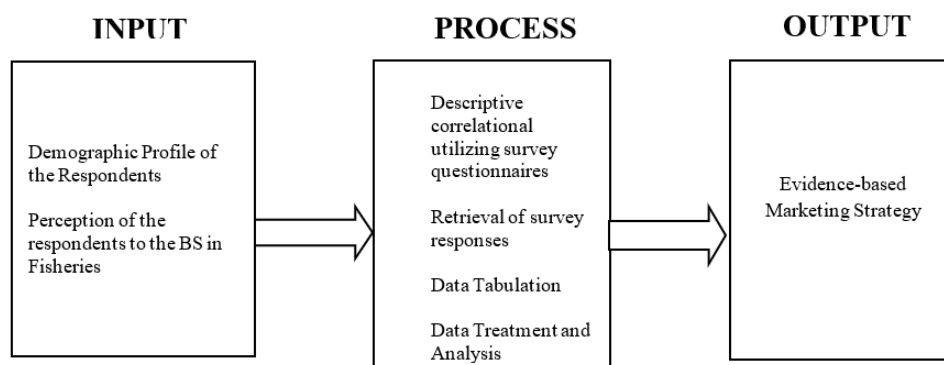 INPUT
Demographic Profile of
the Respondents
Perception of the
respondents to the BS in
Fisheries
PROCESS
Descriptive
correlational
utilizing survey
questionnaires
Retrieval of survey
responses
Data Tabulation
Data Treatment and
Analysis
OUTPUT
Evidence-based
Marketing Strategy